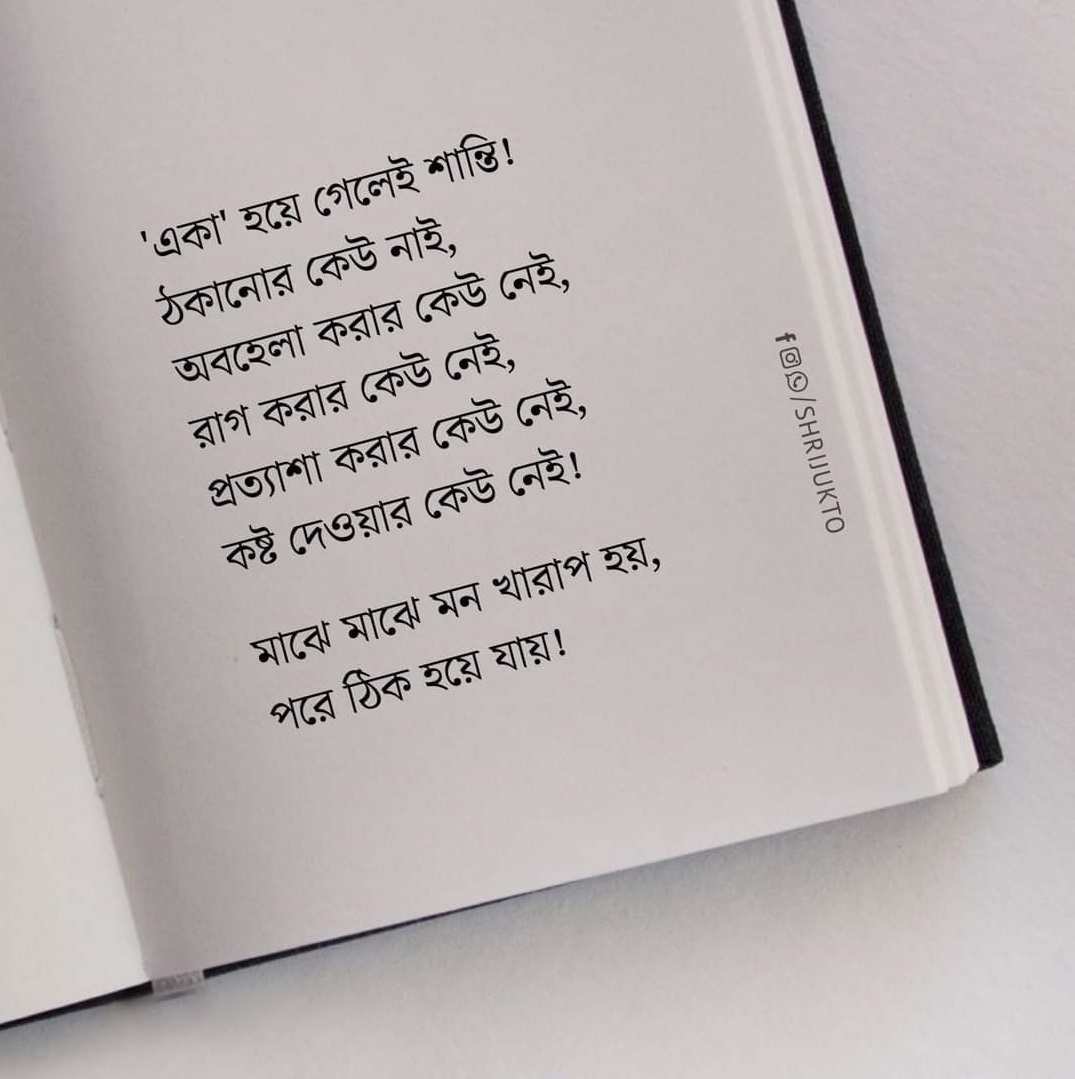 'একা' হয়ে গেলেই শান্তি!
ঠকানোর কেউ নাই,
অবহেলা করার কেউ নেই,
রাগ করার কেউ নেই,
প্রত্যাশা করার কেউ নেই,
কষ্ট দেওয়ার কেউ নেই!
মাঝে মাঝে মন খারাপ হয়,
পরে ঠিক হয়ে যায়!
/SHRIJUKTO